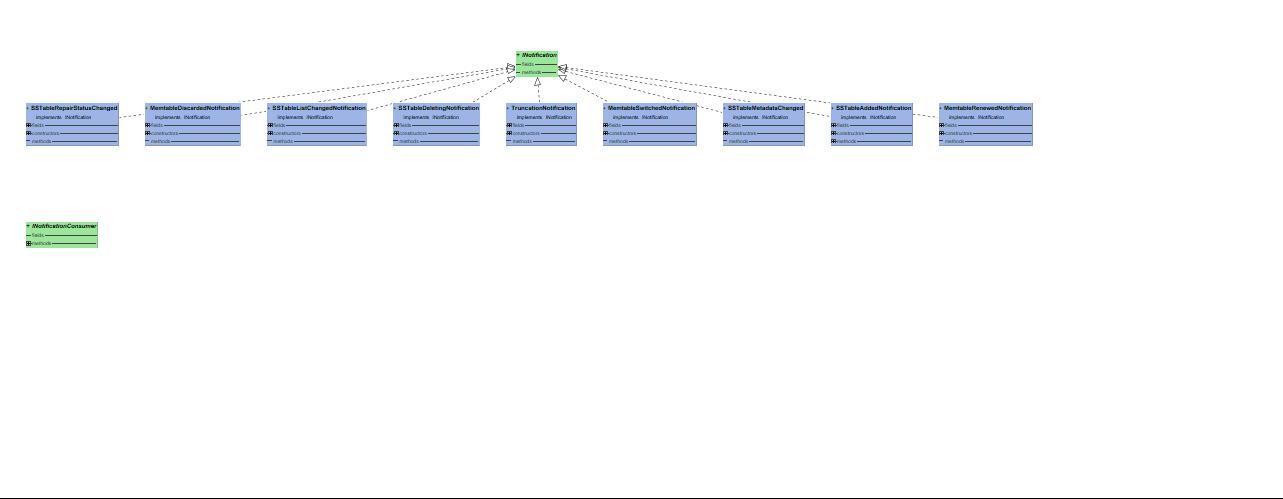 + INotification
fields
methods
+ SSTableRepairStatusChanged
implements INotification
fields
constructors
methods
+ MemtableDiscardedNotification
implements INotification
fields
constructors
methods
+ SSTableListChangedNotification
implements INotification
fields
constructors
methods
+ SSTableDeletingNotification
implements INotification
fields
constructors
methods
+ TruncationNotification
implements INotification
fields
constructors
methods
+ MemtableSwitchedNotification
implements INotification
fields
constructors
methods
+ SSTableMetadataChanged
implements INotification
fields
constructors
methods
+ SSTableAddedNotification
implements INotification
fields
constructors
methods
+ MemtableRenewedNotification
implements INotification
fields
constructors
methods
+ INotificationConsumer
fields
methods